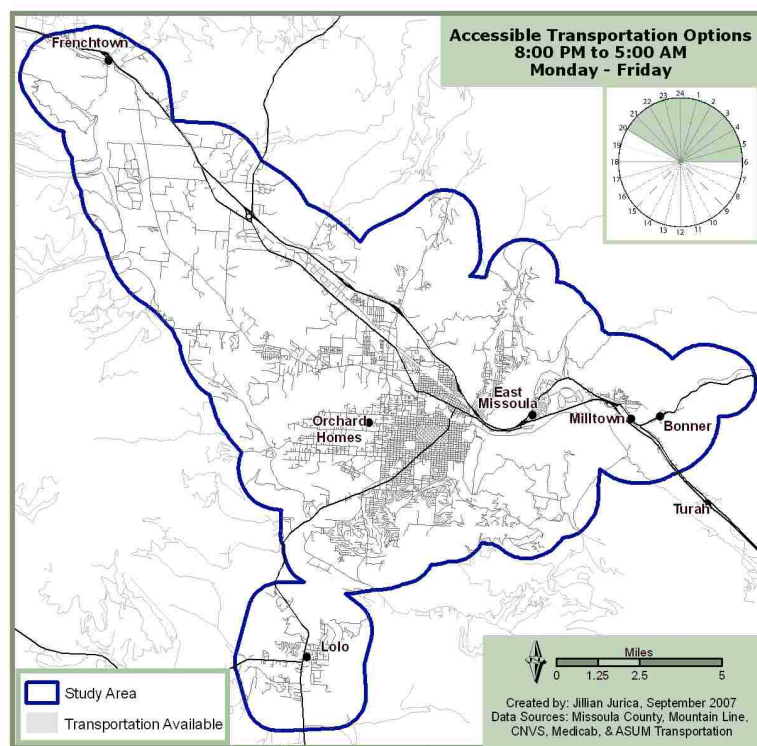 Accessible Transportation Options
8:00 PM to 5:00 AM
Monday - Friday
24
1
2
3
4
5
6
7
8
9
10
11
12
13
14
15
16
17
18
19
20
21
22
23
Frenchtown
East
Missoula
Orchard
Homes
Milltown
Bonner
Turah
Lolo
Study Area
Transportation Available
Miles
0 1.25 2.5 5
Created by: Jillian Jurica, September 2007
Data Sources: Missoula County, Mountain Line,
CNVS, Medicab, & ASUM Transportation